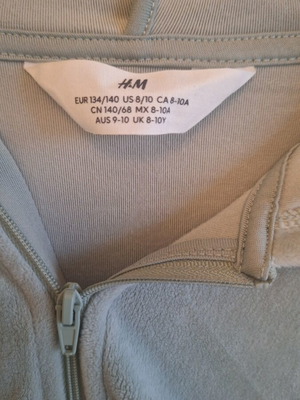 H&M
EUR 134/140 US 8/10 CA 8-10A
CN 140/68 MX 8-10A
AUS 9-10 UK 8-10Y